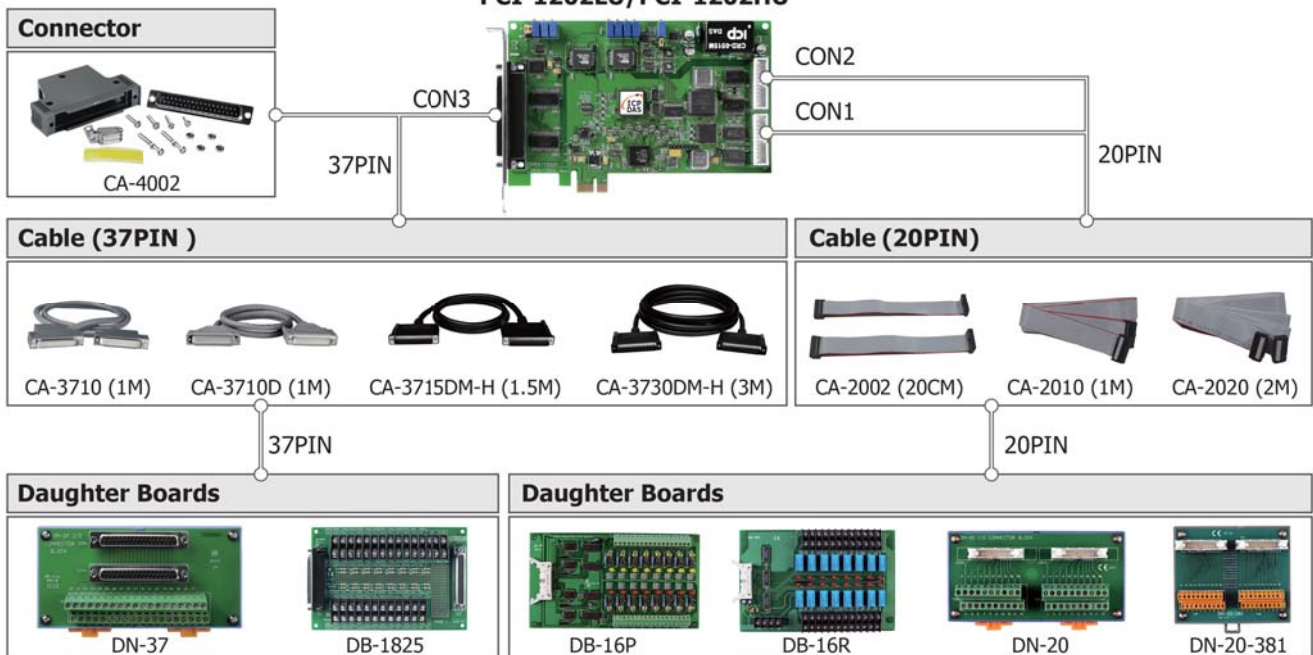 Connector
CON2
CON3
CON1
37PIN
20PIN
CA-4002
ICP
DAS
Cable (37PIN )
Cable (20PIN)
CA-3710 (1M)
CA-3710D (1M)
CA-3715DM-H (1.5M)
CA-3730DM-H (3M)
CA-2002 (20CM)
CA-2010 (1M)
CA-2020 (2M)
37PIN
20PIN
Daughter Boards
Daughter Boards
DN-37
DB-1825
DB-16P
DB-16R
DN-20
DN-20-381